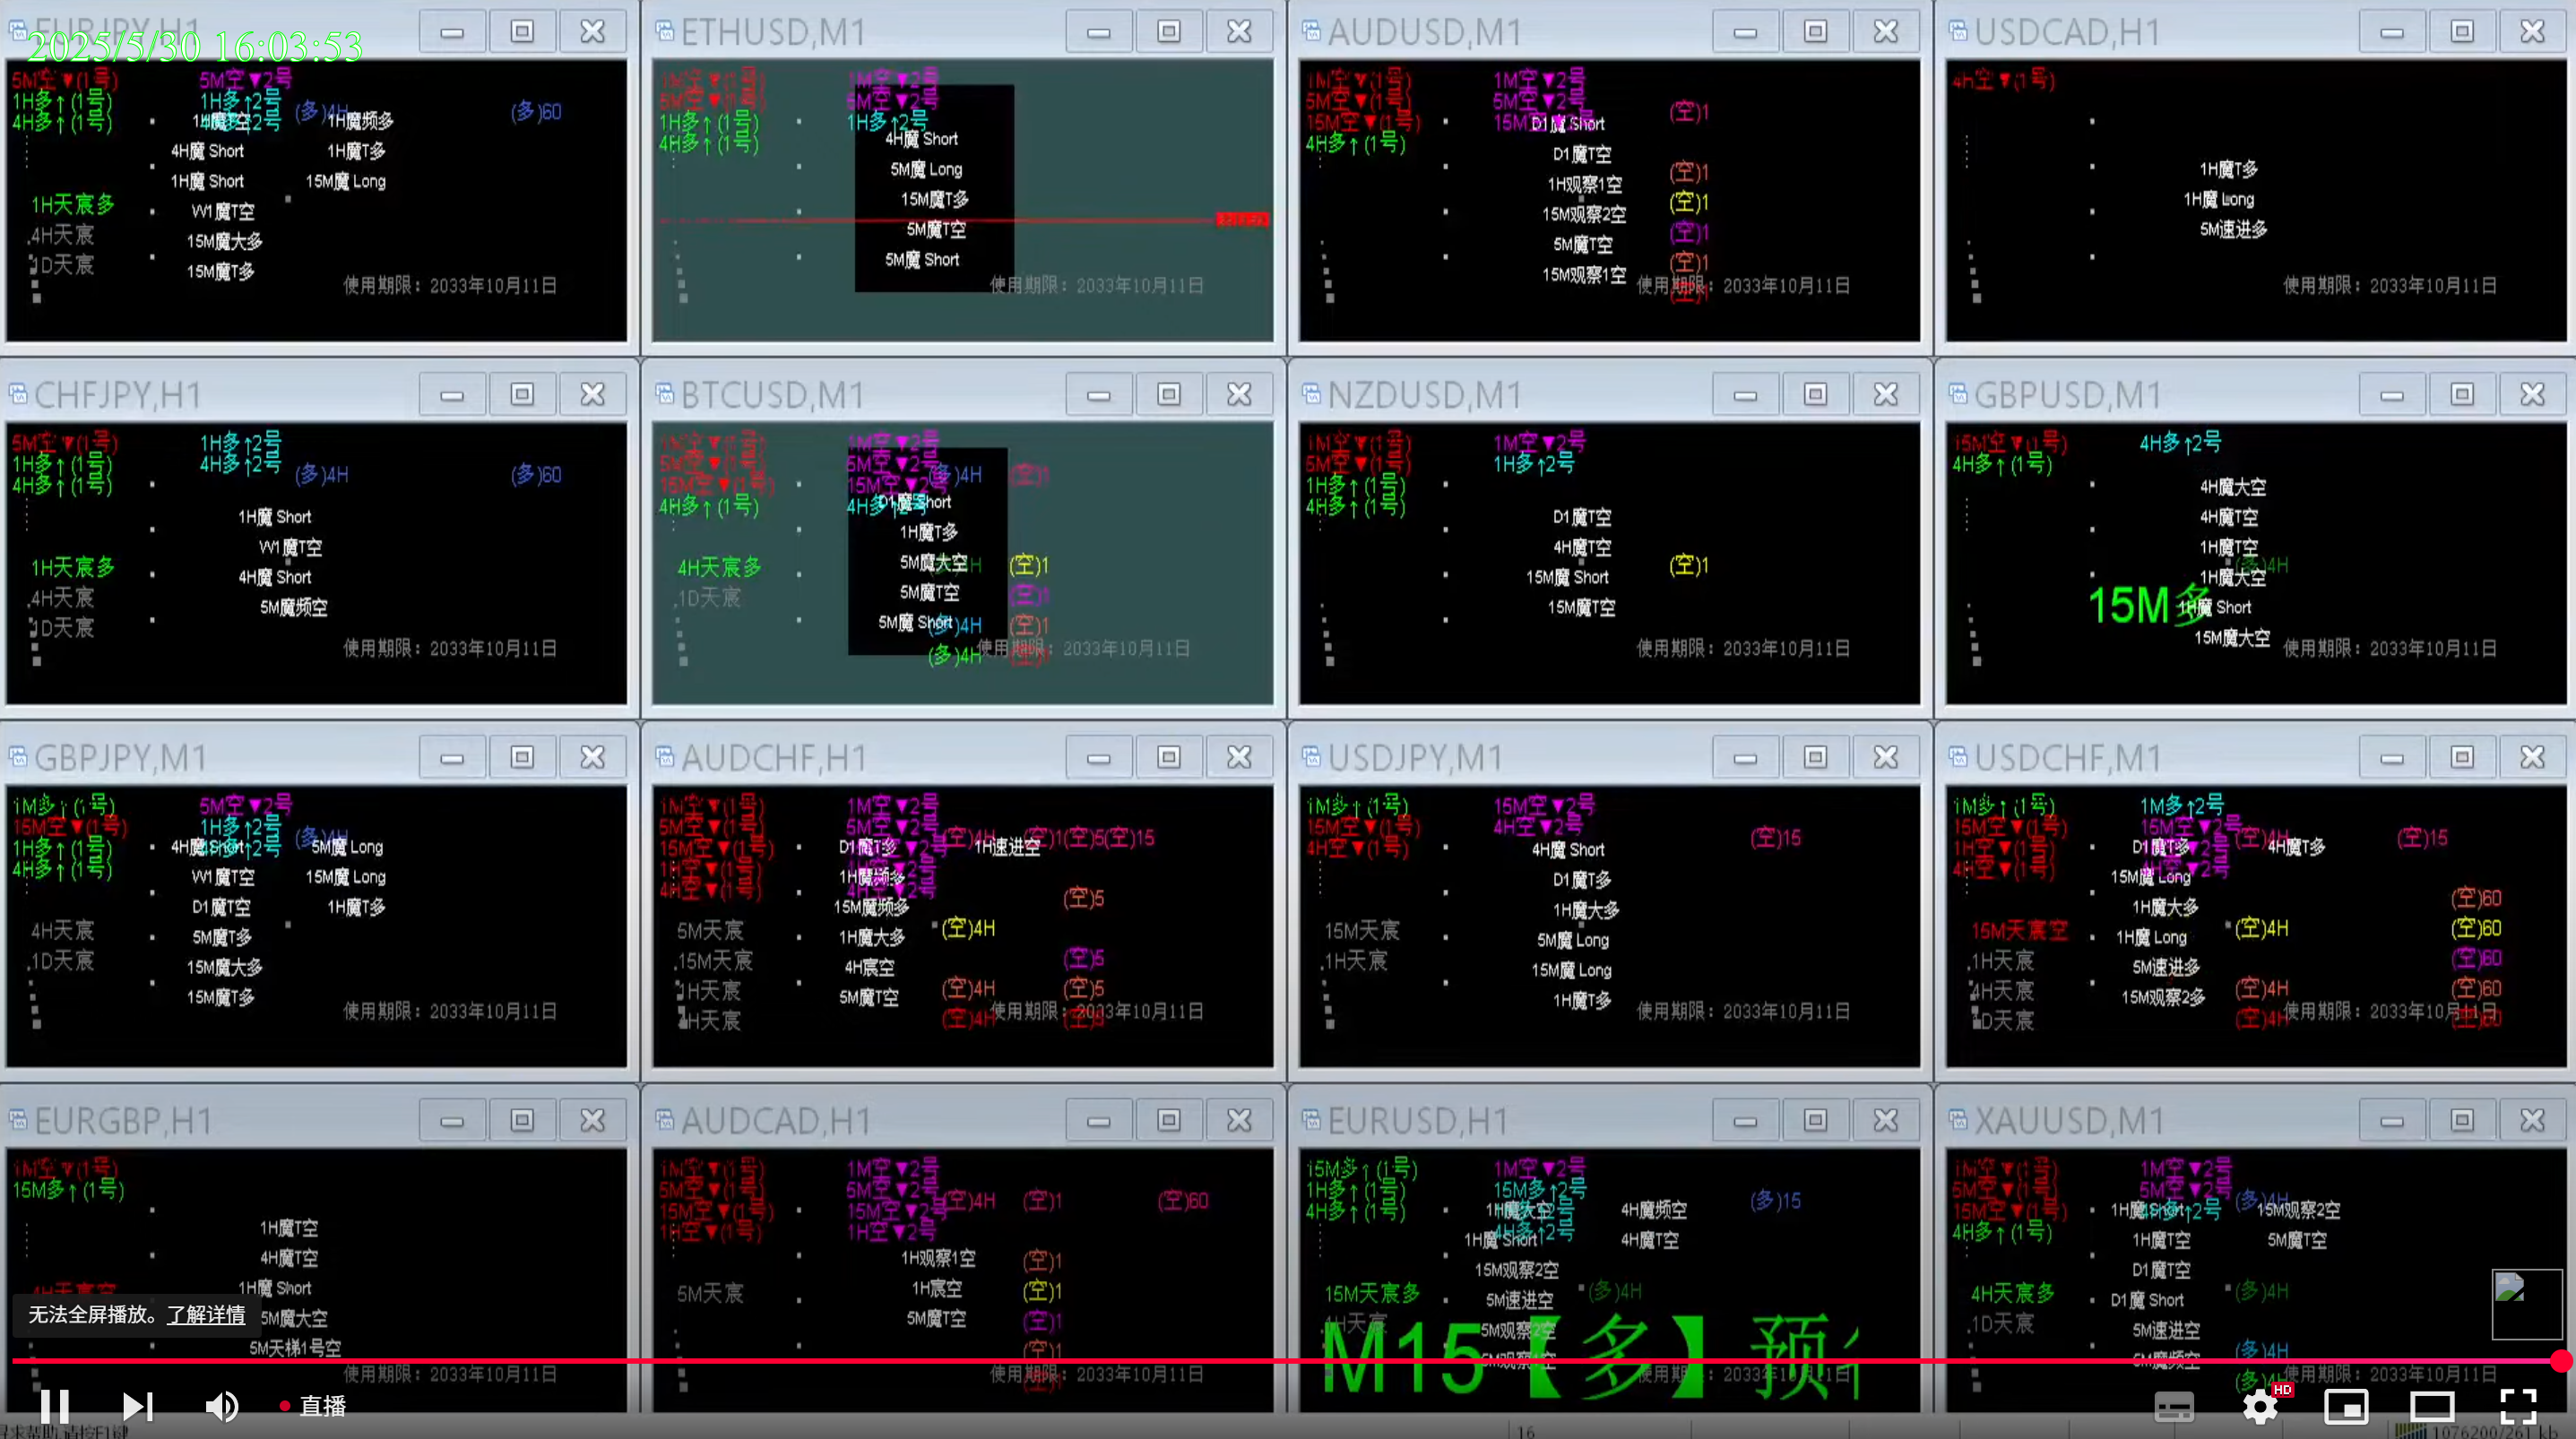 2025/5/30 16:03:53
EURJPY,H1
5M空▼(1号)
5M空▼2号
1H多↑(1号)
1H多↑2号
(多)4H
(多)60
4H多↑(1号)
1H魔频多
4H魔 Short
1H魔T多
1H魔 Short
15M魔 Long
1H天宸多
W1魔T空
4H天宸
15M魔大多
1D天宸
15M魔T多
使用期限：2033年10月11日
ETHUSD,M1
1M空▼(1号)
1M空▼2号
5M空▼(1号)
5M空▼2号
1H多↑(1号)
1H多↑2号
4H多↑(1号)
4H魔 Short
5M魔 Long
15M魔T多
5M魔T空
5M魔 Short
使用期限：2033年10月11日
AUDUSD,M1
1M空▼(1号)
1M空▼2号
5M空▼(1号)
5M空▼2号
(空)1
15M空▼(1号)
D1魔 Short
4H多↑(1号)
D1魔T空
(空)1
1H观察1空
(空)1
15M观察2空
(空)1
5M魔T空
(空)1
15M观察1空
使用期限：2033年10月11日
USDCAD,H1
4H空▼(1号)
1H魔T多
1H魔 Long
5M速进多
使用期限：2033年10月11日
CHFJPY,H1
5M空▼(1号)
1H多↑2号
1H多↑(1号)
4H多↑2号
(多)4H
(多)60
4H多↑(1号)
1H魔 Short
W1魔T空
1H天宸多
4H魔 Short
4H天宸
5M魔频空
1D天宸
使用期限：2033年10月11日
BTCUSD,M1
1M空▼(1号)
1M空▼2号
5M空▼(1号)
5M空▼2号
(多)4H
(空)1
15M空▼(1号)
15M空▼2号
4H多↑(1号)
D1魔 Short
1H魔T多
4H天宸多
5M魔大空
(空)1
1D天宸
5M魔T空
(空)1
5M魔 Short
(多)4H
(空)1
(多)4H
使用期限：2033年10月11日
NZDUSD,M1
1M空▼(1号)
1M空▼2号
5M空▼(1号)
1H多↑2号
1H多↑(1号)
4H多↑(1号)
D1魔T空
4H魔T空
(空)1
15M魔 Short
15M魔T空
使用期限：2033年10月11日
GBPUSD,M1
15M空▼(1号)
4H多↑2号
4H多↑(1号)
4H魔大空
4H魔T空
1H魔T空
(多)4H
1H魔大空
15M多
1H魔 Short
15M魔大空
使用期限：2033年10月11日
GBPJPY,M1
1M多↑(1号)
5M空▼2号
15M空▼(1号)
1H多↑2号
(多)4H
1H多↑(1号)
4H魔 Short
5M魔 Long
4H多↑(1号)
W1魔T空
15M魔 Long
D1魔T空
1H魔T多
4H天宸
5M魔T多
1D天宸
15M魔大多
15M魔T多
使用期限：2033年10月11日
AUDCHF,H1
1M空▼(1号)
1M空▼2号
5M空▼(1号)
5M空▼2号
(空)4H
(空)1(空)5(空)15
15M空▼(1号)
D1魔T多
1H速进空
1H空▼(1号)
1H魔频多
4H空▼(1号)
4H空▼2号
(空)5
15M魔频多
5M天宸
1H魔大多
(空)4H
15M天宸
4H宸空
(空)5
1H天宸
5M魔T空
(空)4H
(空)5
4H天宸
(空)4H
使用期限：2033年10月11日
USDJPY,M1
1M多↑(1号)
15M空▼2号
15M空▼(1号)
4H空▼2号
(空)15
4H空▼(1号)
4H魔 Short
D1魔T多
1H魔大多
15M天宸
5M魔 Long
1H天宸
15M魔 Long
1H魔T多
使用期限：2033年10月11日
USDCHF,M1
1M多↑(1号)
1M多↑2号
15M空▼(1号)
15M空▼2号
(空)4H
(空)15
1H空▼(1号)
D1魔T多
4H魔T多
4H空▼(1号)
4H空▼2号
15M魔 Long
1H魔大多
(空)60
15M天宸空
1H魔 Long
(空)4H
(空)60
1H天宸
5M速进多
(空)60
4H天宸
15M观察2多
(空)4H
(空)60
1D天宸
(空)4H
使用期限：2033年10月11日
EURGBP,H1
1M空▼(1号)
15M多↑(1号)
1H魔T空
4H魔T空
1H魔 Short
4H天宸空
5M魔大空
5M天梯1号空
使用期限：2033年10月11日
AUDCAD,H1
1M空▼(1号)
1M空▼2号
5M空▼(1号)
5M空▼2号
(空)4H
(空)1
(空)60
15M空▼(1号)
15M空▼2号
1H空▼(1号)
1H空▼2号
1H观察1空
(空)1
5M天宸
1H宸空
(空)1
5M魔T空
(空)1
(空)1
使用期限：2033年10月11日
EURUSD,H1
15M多↑(1号)
1M空▼2号
1H多↑(1号)
15M多↑2号
(多)15
4H多↑(1号)
1H魔大空
4H魔频空
4H多↑2号
1H魔 Short
4H魔T空
15M观察2空
15M天宸多
5M速进空
(多)4H
1H天宸
5M观察2空
M15【多】预
5M观察1空
使用期限：2033年10月11日
XAUUSD,M1
1M空▼(1号)
1M空▼2号
5M空▼(1号)
5M空▼2号
(多)4H
15M空▼(1号)
1H魔 Short
15M观察2空
4H多↑(1号)
1H魔T空
5M魔T空
D1魔T空
4H天宸多
D1魔 Short
(多)4H
1D天宸
5M速进空
(多)4H
5M魔频空
使用期限：2033年10月11日
无法全屏播放。了解详情
直播
HD
寻求帮助,请按F1键
16
1076200/261 kb